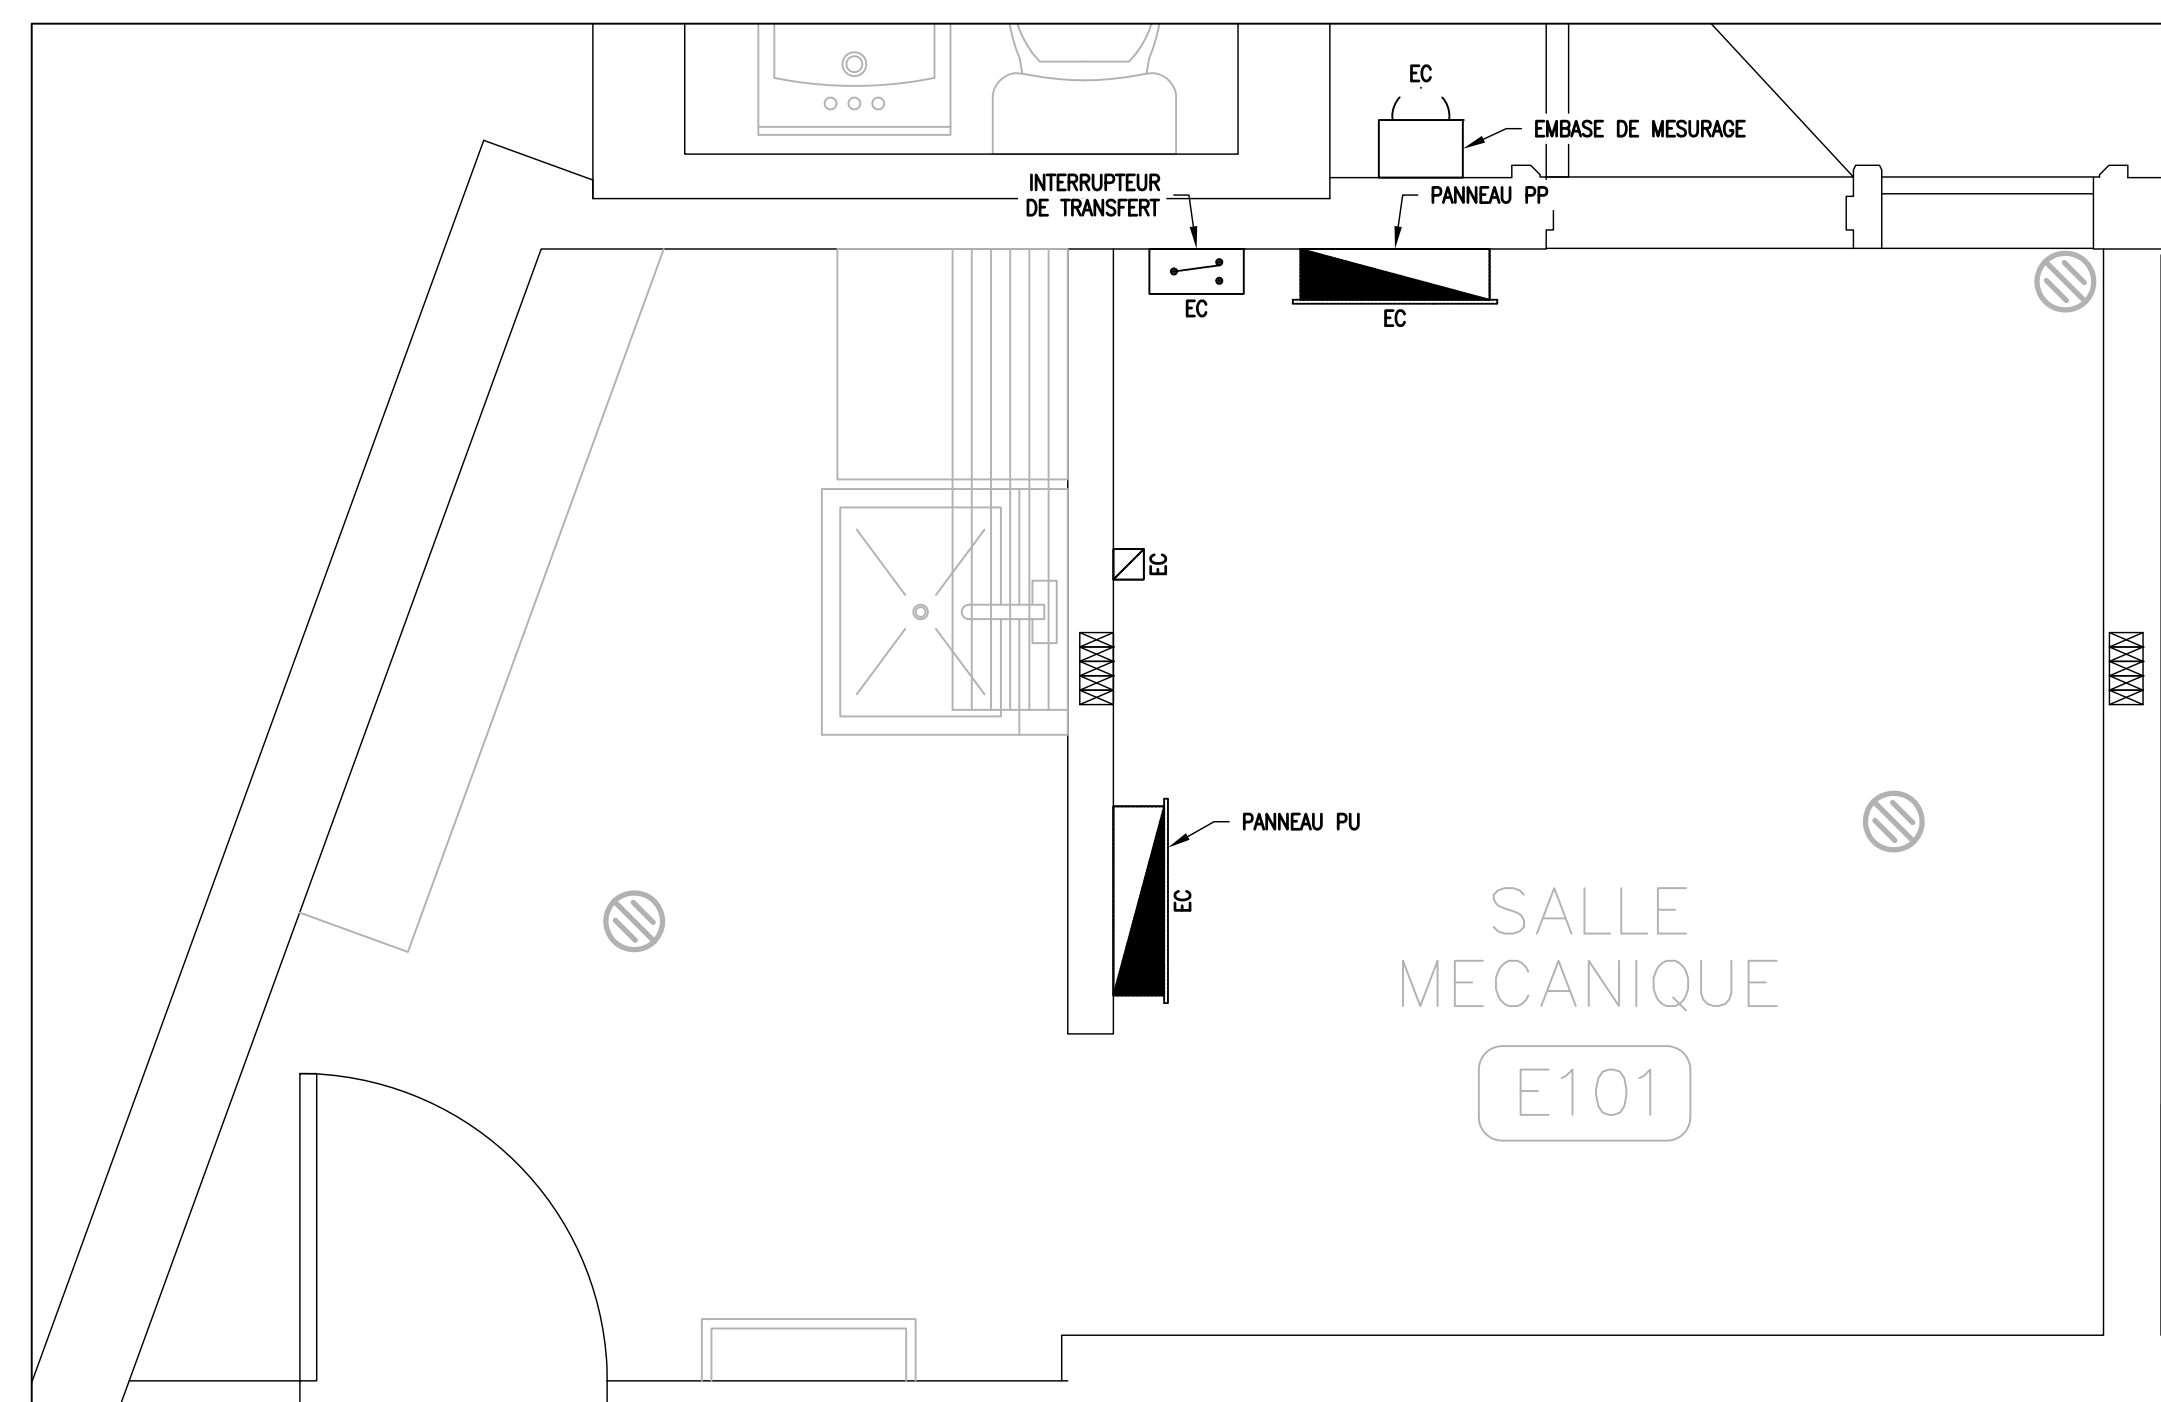 EC
EMBASE DE MESURAGE
INTERRUPTEUR
DE TRANSFERT
PANNEAU PP
EC
EC
EC
PANNEAU PU
EC
SALLE
MECANIQUE
E101